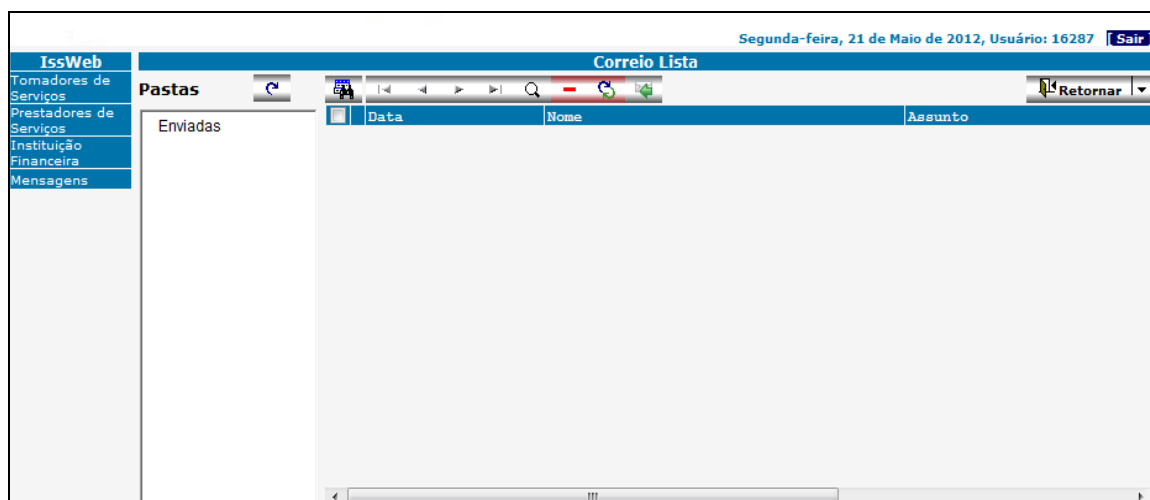 Segunda-feira, 21 de Maio de 2012, Usuário: 16287 [Sair]
IssWeb
Correio Lista
Tomadores de
Serviços
Prestadores de
Serviços
Instituição
Financeira
Mensagens
Pastas
Retornar
Enviadas
Data Nome Assunto